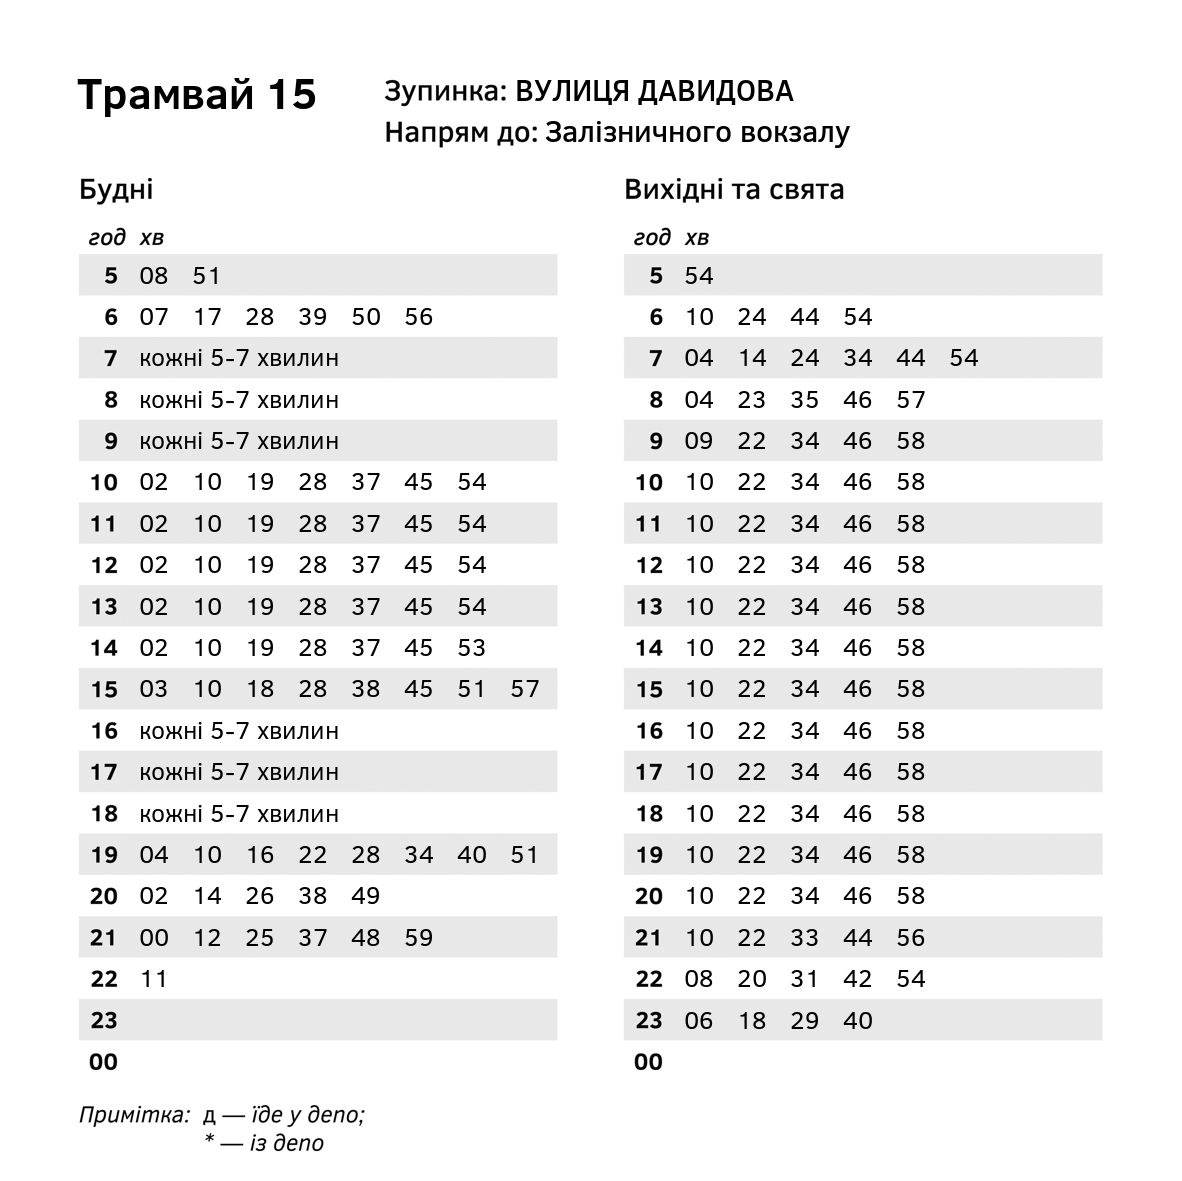 Трамвай 15
Зупинка: ВУЛИЦЯ ДАВИДОВА
Напрям до: Залізничного вокзалу
Будні
год хв
5 08 51
6 07 17 28 39 50 56
7 кожні 5-7 хвилин
8 кожні 5-7 хвилин
9 кожні 5-7 хвилин
10 02 10 19 28 37 45 54
11 02 10 19 28 37 45 54
12 02 10 19 28 37 45 54
13 02 10 19 28 37 45 54
14 02 10 19 28 37 45 53
15 03 10 18 28 38 45 51 57
16 кожні 5-7 хвилин
17 кожні 5-7 хвилин
18 кожні 5-7 хвилин
19 04 10 16 22 28 34 40 51
20 02 14 26 38 49
21 00 12 25 37 48 59
22 11
23
00
Вихідні та свята
год хв
5 54
6 10 24 44 54
7 04 14 24 34 44 54
8 04 23 35 46 57
9 09 22 34 46 58
10 10 22 34 46 58
11 10 22 34 46 58
12 10 22 34 46 58
13 10 22 34 46 58
14 10 22 34 46 58
15 10 22 34 46 58
16 10 22 34 46 58
17 10 22 34 46 58
18 10 22 34 46 58
19 10 22 34 46 58
20 10 22 34 46 58
21 10 22 33 44 56
22 08 20 31 42 54
23 06 18 29 40
00
Примітка: д — їде у депо;
* — із депо